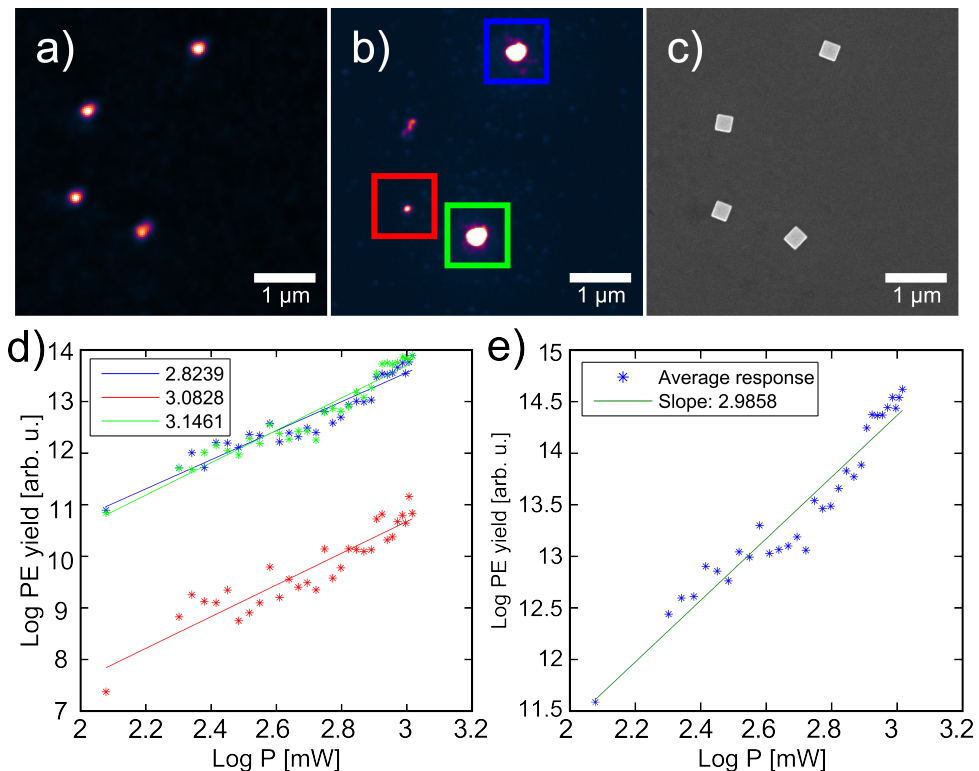 a)
b)
c)
1 µm
1 µm
1 µm
d)
14
13
12
11
10
9
8
7
2
2.2
2.4
2.6
2.8
3
3.2
Log PE yield [arb. u.]
Log P [mW]
2.8239
3.0828
3.1461
e)
15
14.5
14
13.5
13
12.5
12
11.5
2
2.2
2.4
2.6
2.8
3
3.2
Log PE yield [arb. u.]
Log P [mW]
Average response
Slope: 2.9858